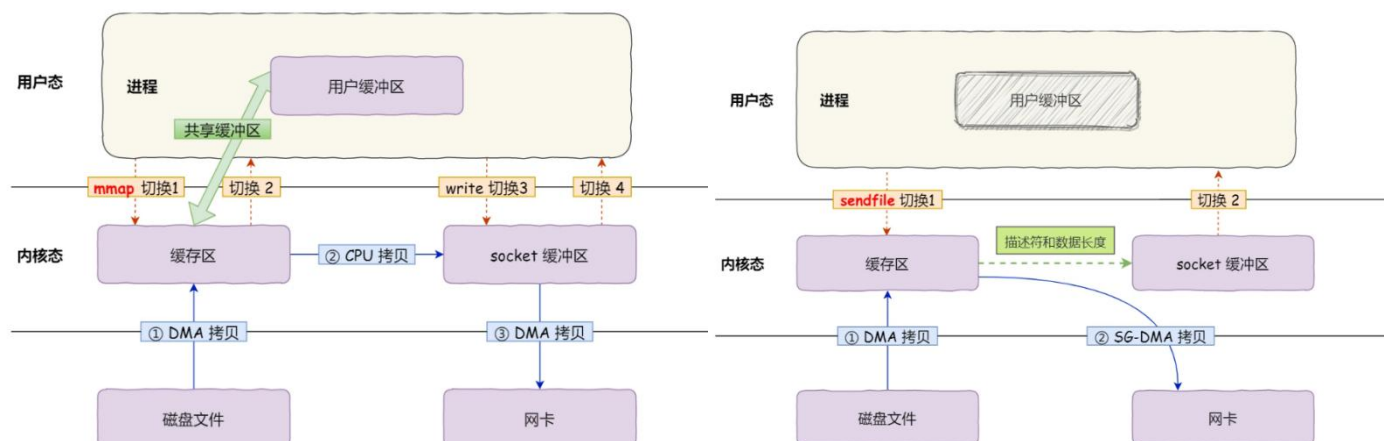 用户态
进程
用户缓冲区
共享缓冲区
mmap 切换1
切换 2
write 切换3
切换 4
内核态
缓存区
② CPU 拷贝
socket 缓冲区
① DMA 拷贝
③ DMA 拷贝
磁盘文件
网卡
用户态
进程
用户缓冲区
sendfile 切换1
切换 2
内核态
缓存区
描述符和数据长度
socket 缓冲区
① DMA 拷贝
② SG-DMA 拷贝
磁盘文件
网卡